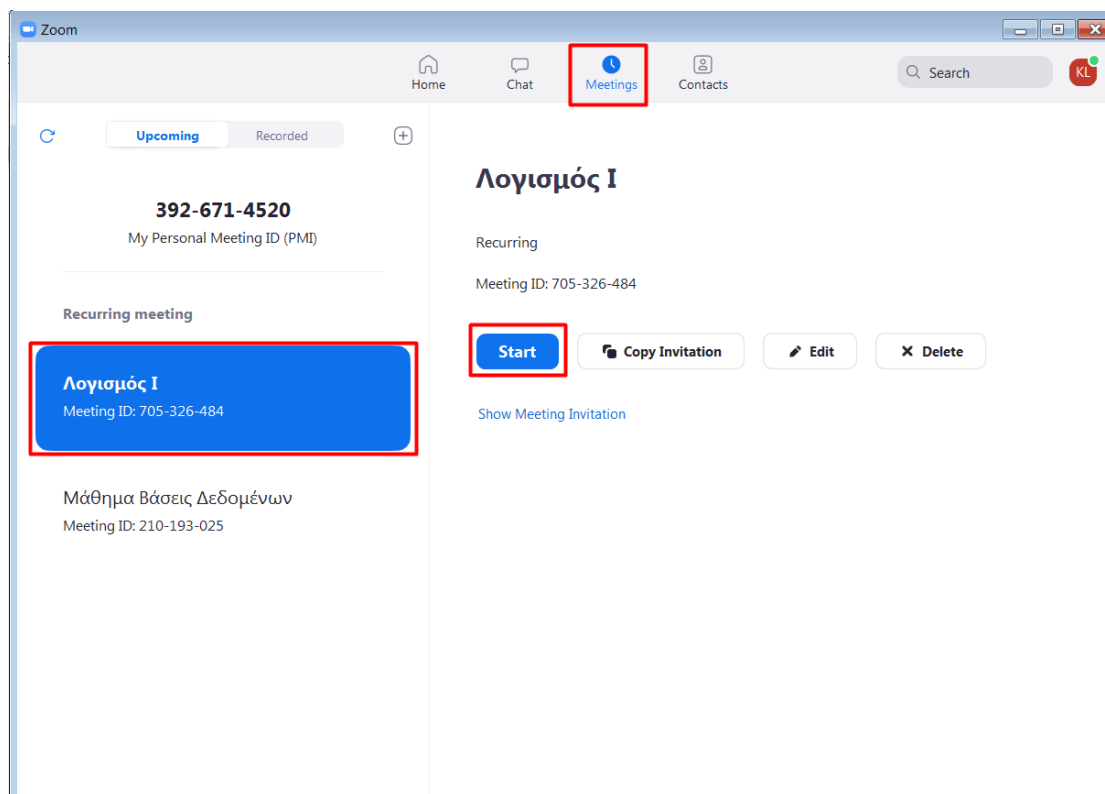 Zoom
Home
Chat
Meetings
Contacts
Search
KL
Upcoming
Recorded
392-671-4520
My Personal Meeting ID (PMI)
Recurring meeting
Λογισμός Ι
Meeting ID: 705-326-484
Μάθημα Βάσεις Δεδομένων
Meeting ID: 210-193-025
Λογισμός Ι
Recurring
Meeting ID: 705-326-484
Start
Copy Invitation
Edit
Delete
Show Meeting Invitation